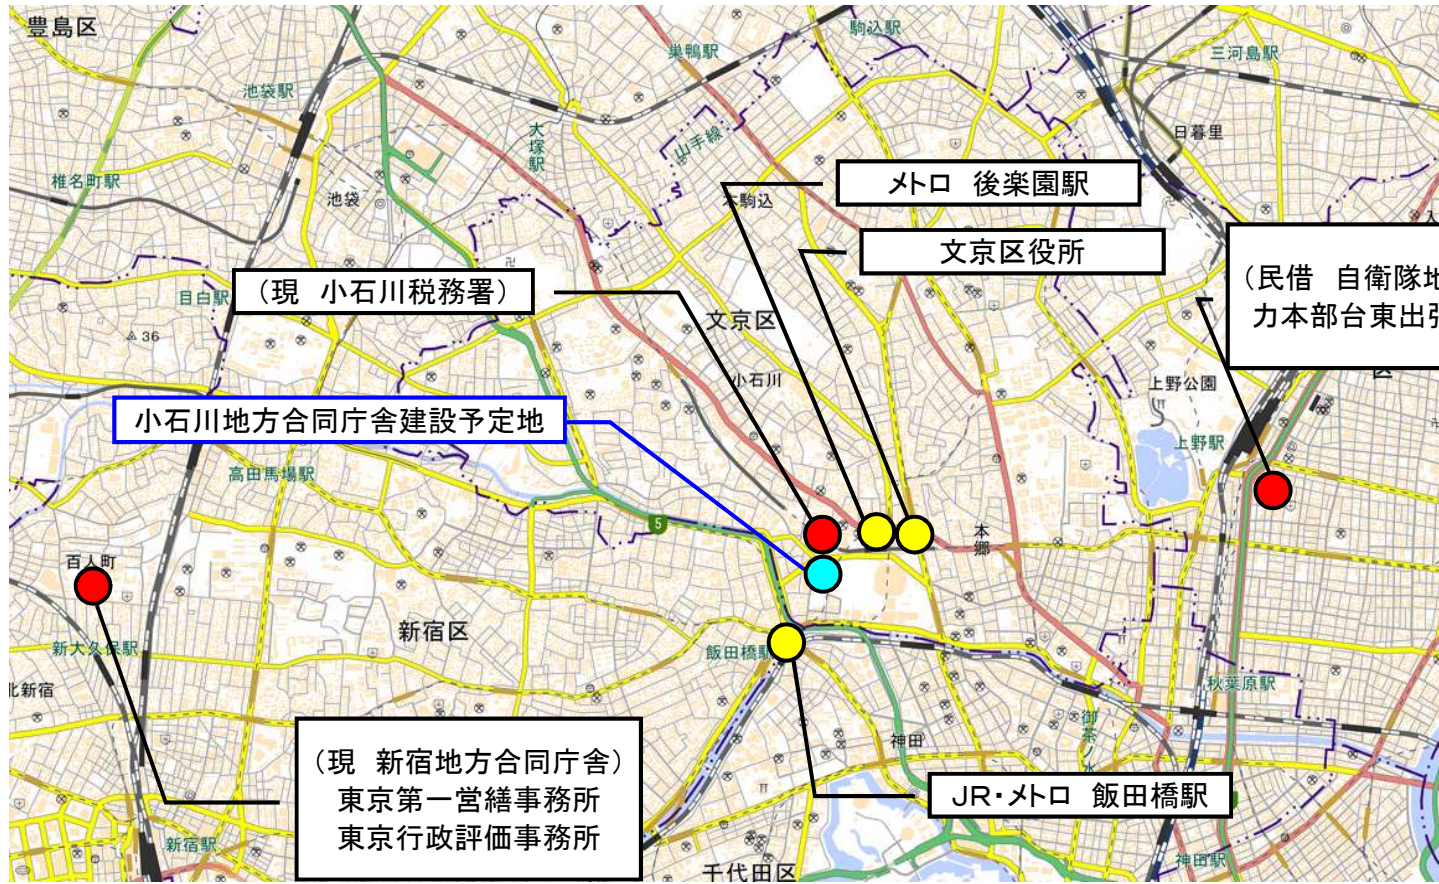 豊島区
駒込駅
巣鴨駅
三河島駅
池袋駅
大塚駅
山手線
日暮里
椎名町駅
池袋
本駒込
メトロ 後楽園駅
文京区役所
(民借 自衛隊地
力本部台東出張
区
(現 小石川税務署)
目白駅
36
文京区
小石川
上野公園
上野駅
小石川地方合同庁舎建設予定地
高田馬場駅
5
本郷
百人町
新大久保駅
新宿区
飯田橋駅
北新宿
秋葉原駅
御茶ノ水
神田
(現 新宿地方合同庁舎)
東京第一営繕事務所
東京行政評価事務所
JR・メトロ 飯田橋駅
新宿駅
神田駅
千代田区